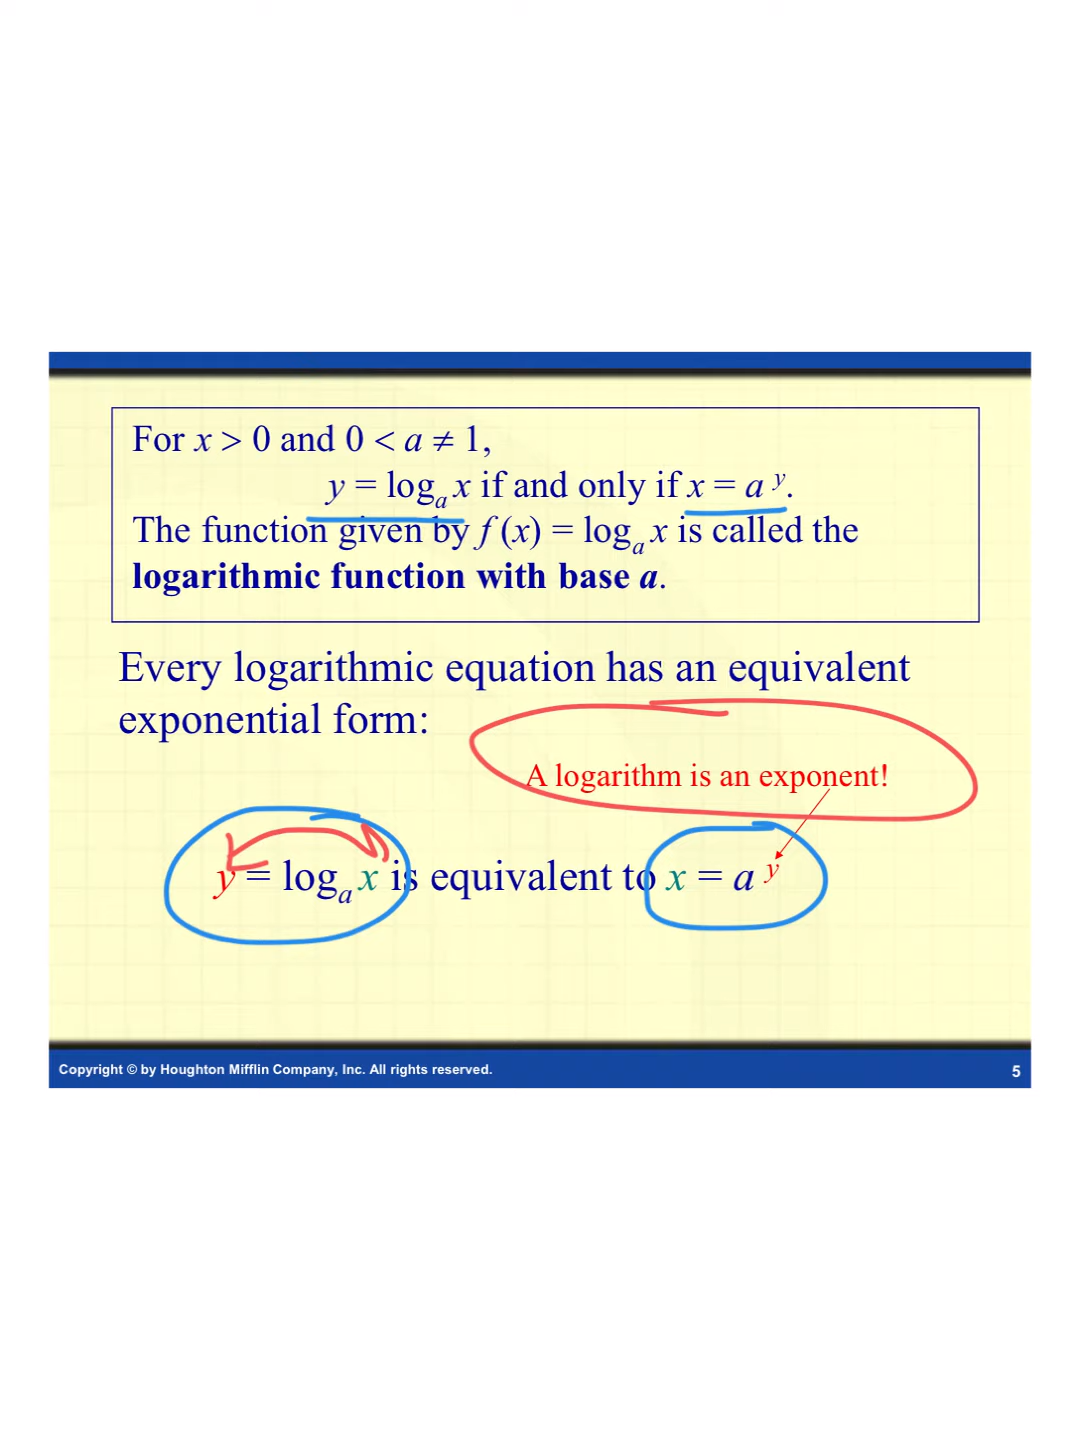 For x > 0 and 0 < a ≠ 1,
y = logₐ x if and only if x = a ʸ.
The function given by f (x) = logₐ x is called the
logarithmic function with base a.
Every logarithmic equation has an equivalent
exponential form:
A logarithm is an exponent!
y = logₐ x is equivalent to x = a ʸ
Copyright © by Houghton Mifflin Company, Inc. All rights reserved.
5